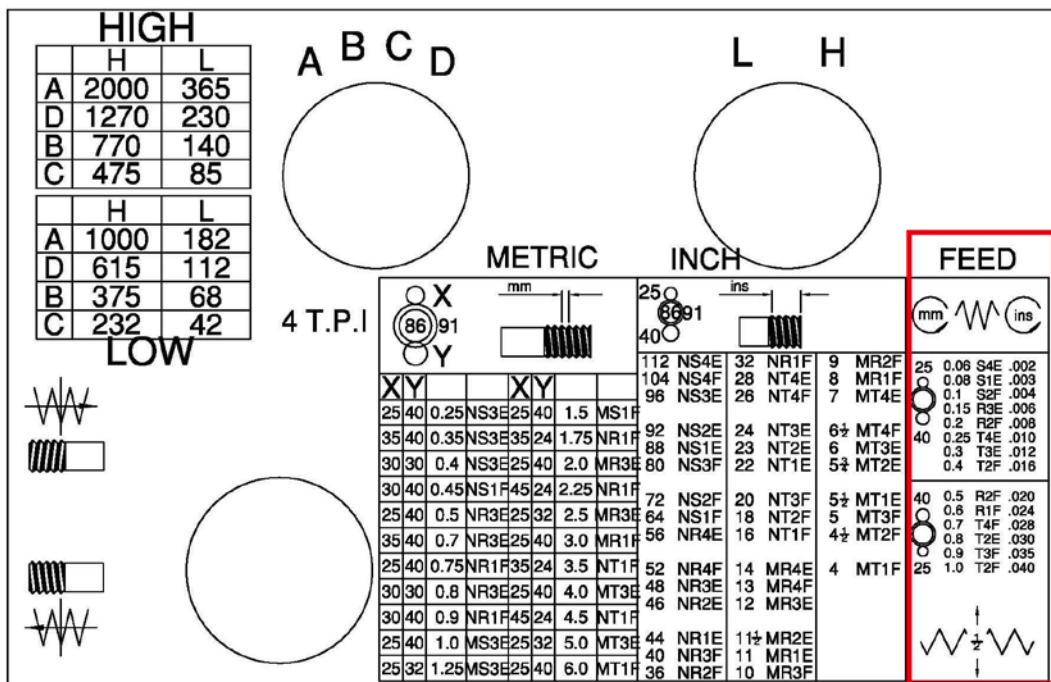 HIGH
H L
A 2000 365
D 1270 230
B 770 140
C 475 85
H L
A 1000 182
D 615 112
B 375 68
C 232 42
LOW
A B C D
L H
4 T.P.I
METRIC
X
86 91
Y
mm
X Y X Y
25 40 0.25 NS3E 25 40 1.5 MS1F
35 40 0.35 NS3E 35 24 1.75 NR1F
30 30 0.4 NS3E 25 40 2.0 MR3E
30 40 0.45 NS1F 45 24 2.25 NR1F
25 40 0.5 NR3E 25 32 2.5 MR3E
35 40 0.7 NR3E 25 40 3.0 MR1F
25 40 0.75 NR1F 35 24 3.5 NT1F
30 30 0.8 NR3E 25 40 4.0 MT3E
30 40 0.9 NR1F 45 24 4.5 NT1F
25 40 1.0 MS3E 25 32 5.0 MT3E
25 32 1.25 MS3E 25 40 6.0 MT1F
INCH
25
86 91
40
ins
112 NS4E 32 NR1F 9 MR2F
104 NS4F 28 NT4E 8 MR1F
96 NS3E 26 NT4F 7 MT4E
92 NS2E 24 NT3E 6½ MT4F
88 NS1E 23 NT2E 6 MT3E
80 NS3F 22 NT1E 5¾ MT2E
72 NS2F 20 NT3F 5½ MT1E
64 NS1F 18 NT2F 5 MT3F
56 NR4E 16 NT1F 4½ MT2F
52 NR4F 14 MR4E 4 MT1F
48 NR3E 13 MR4F
46 NR2E 12 MR3E
44 NR1E 11½ MR2E
40 NR3F 11 MR1E
36 NR2F 10 MR3F
FEED
mm ins
25
40
0.06 S4E .002
0.08 S1E .003
0.1 S2F .004
0.15 R3E .006
0.2 R2F .008
0.25 T4E .010
0.3 T3E .012
0.4 T2F .016
40
25
0.5 R2F .020
0.6 R1F .024
0.7 T4F .028
0.8 T2E .030
0.9 T3F .035
1.0 T2F .040
½